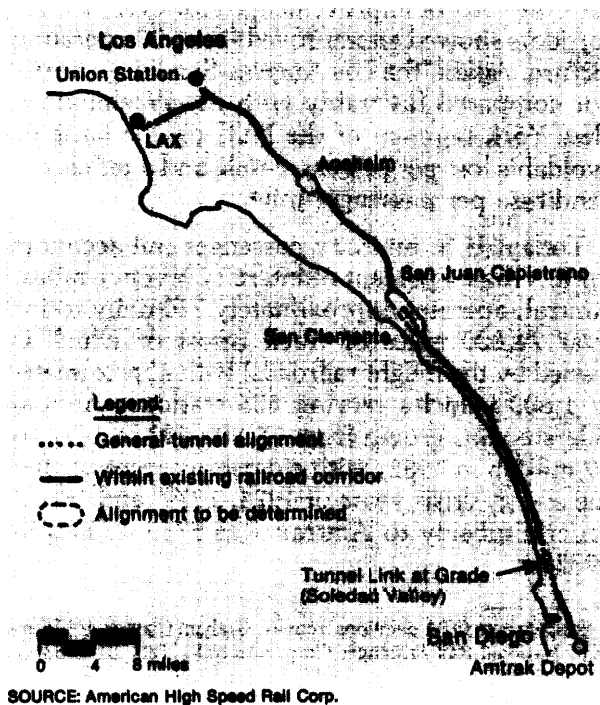 Los Angeles
Union Station
LAX
Anaheim
San Juan Capistrano
San Clemente
Legend
General tunnel alignment
Within existing railroad corridor
Alignment to be determined
Tunnel Link at Grade
(Soledad Valley)
San Diego
Amtrak Depot
0 4 8 miles
SOURCE: American High Speed Rail Corp.